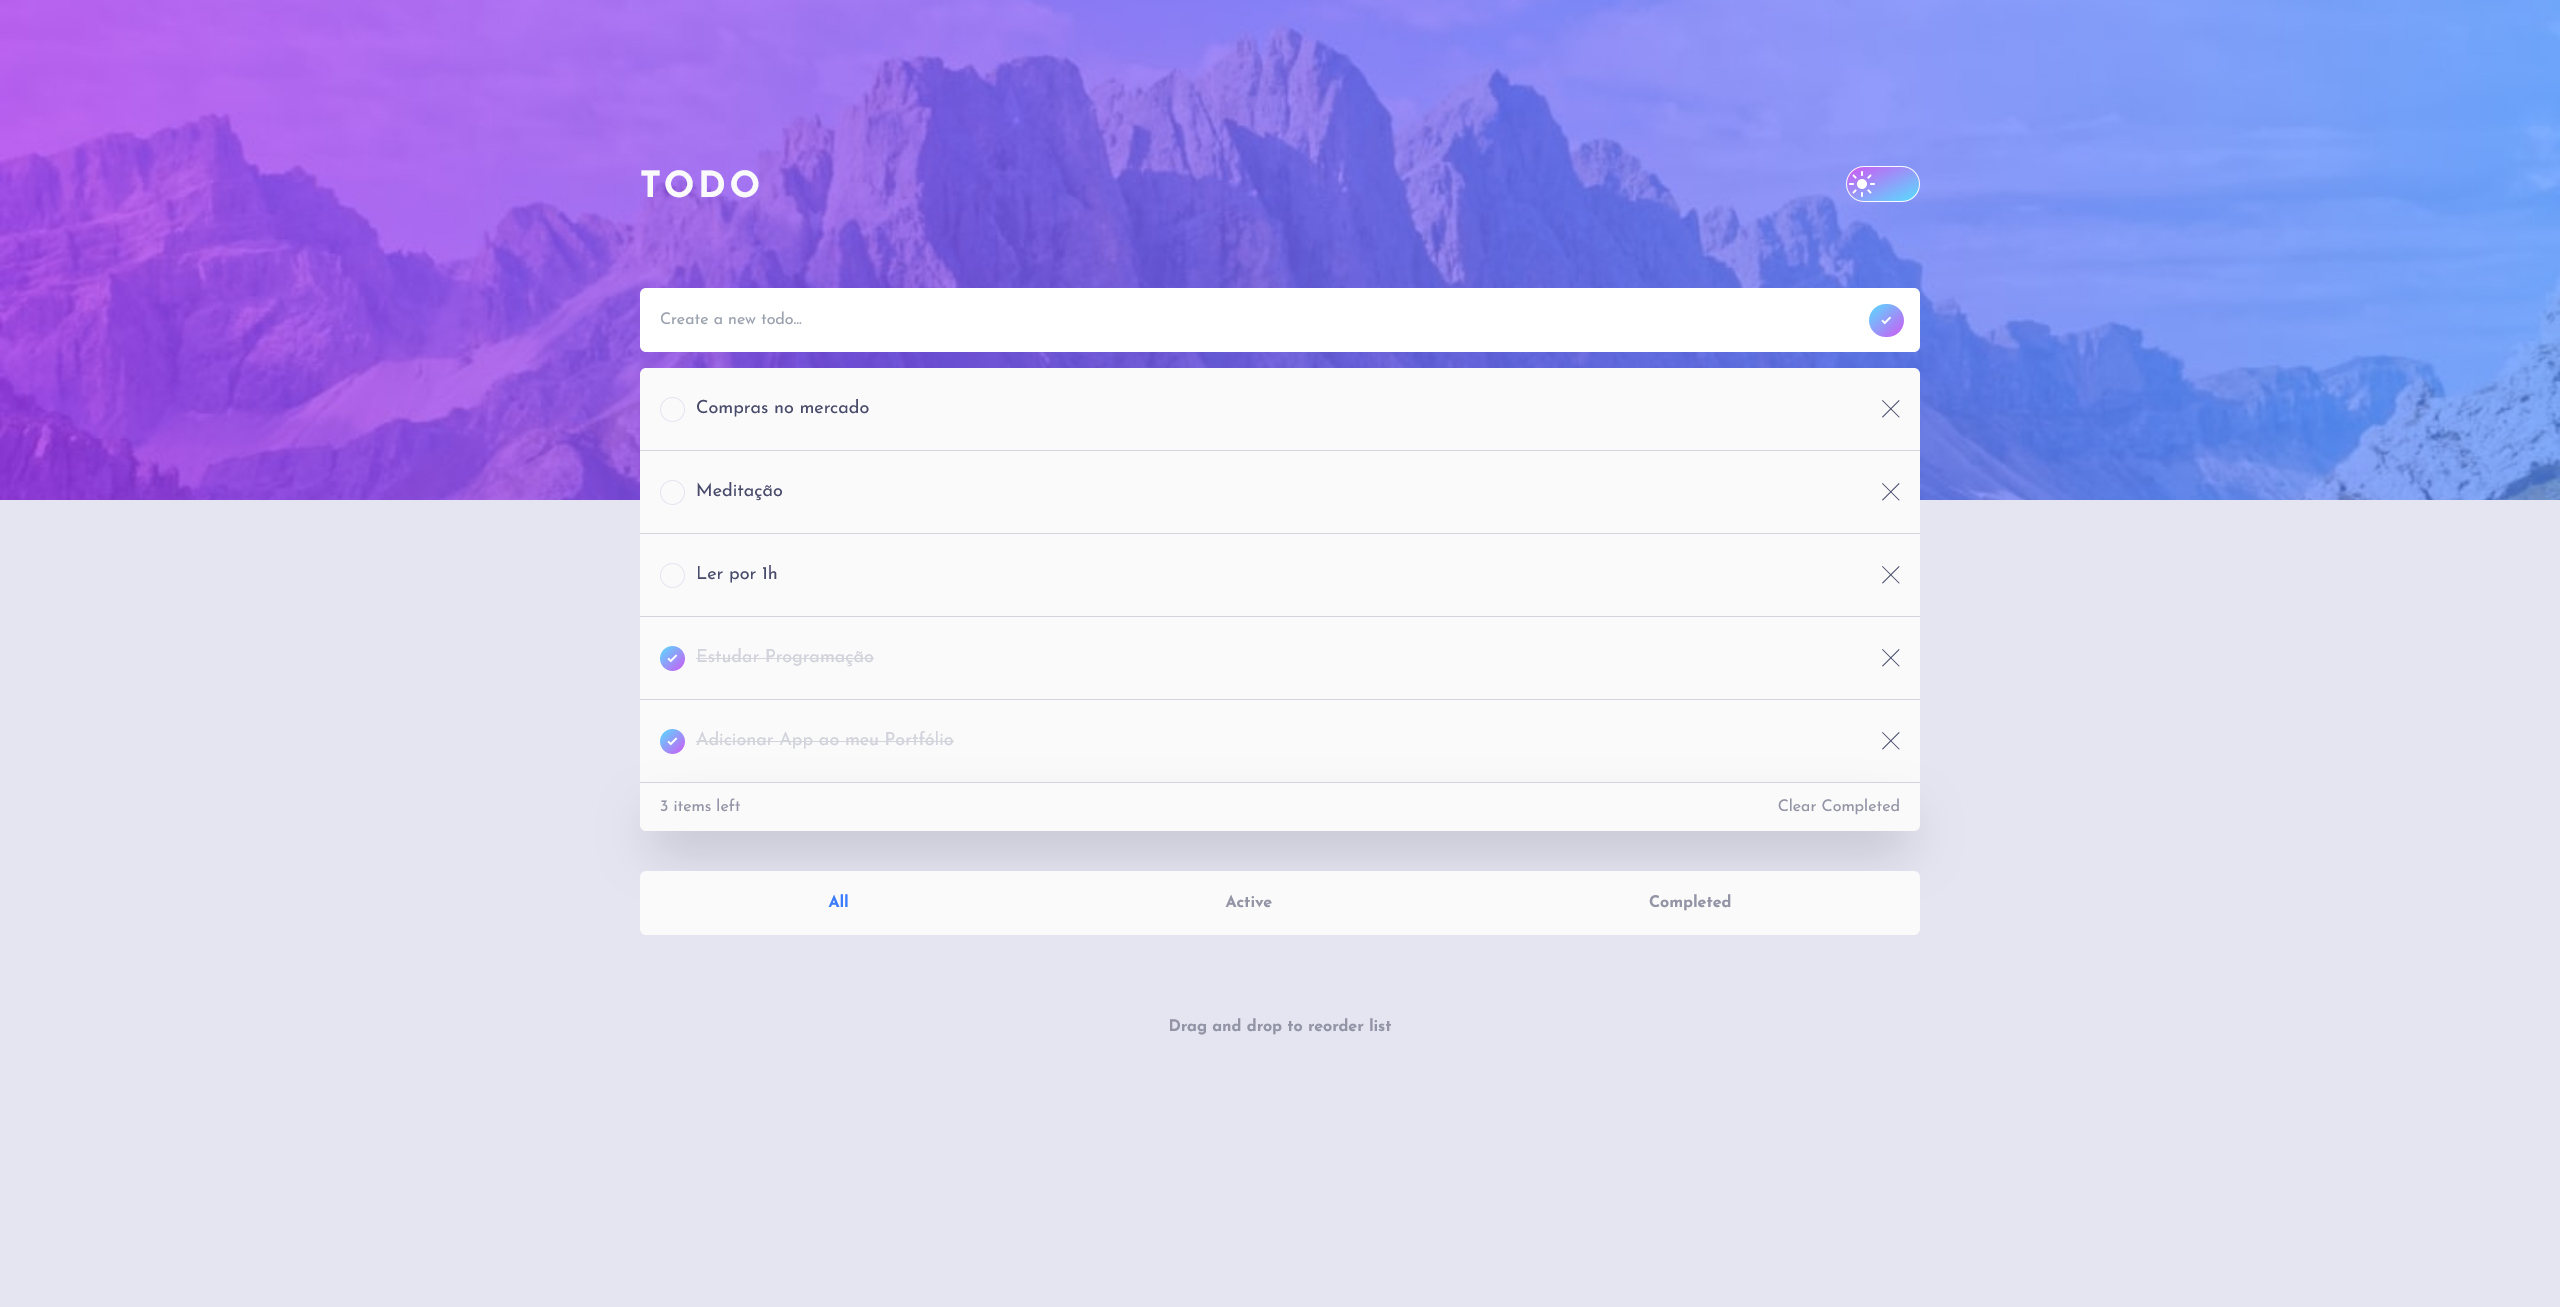 TODO
Create a new todo...
Compras no mercado
Meditação
Ler por 1h
Estudar Programação
Adicionar App ao meu Portfólio
3 items left
Clear Completed
All
Active
Completed
Drag and drop to reorder list